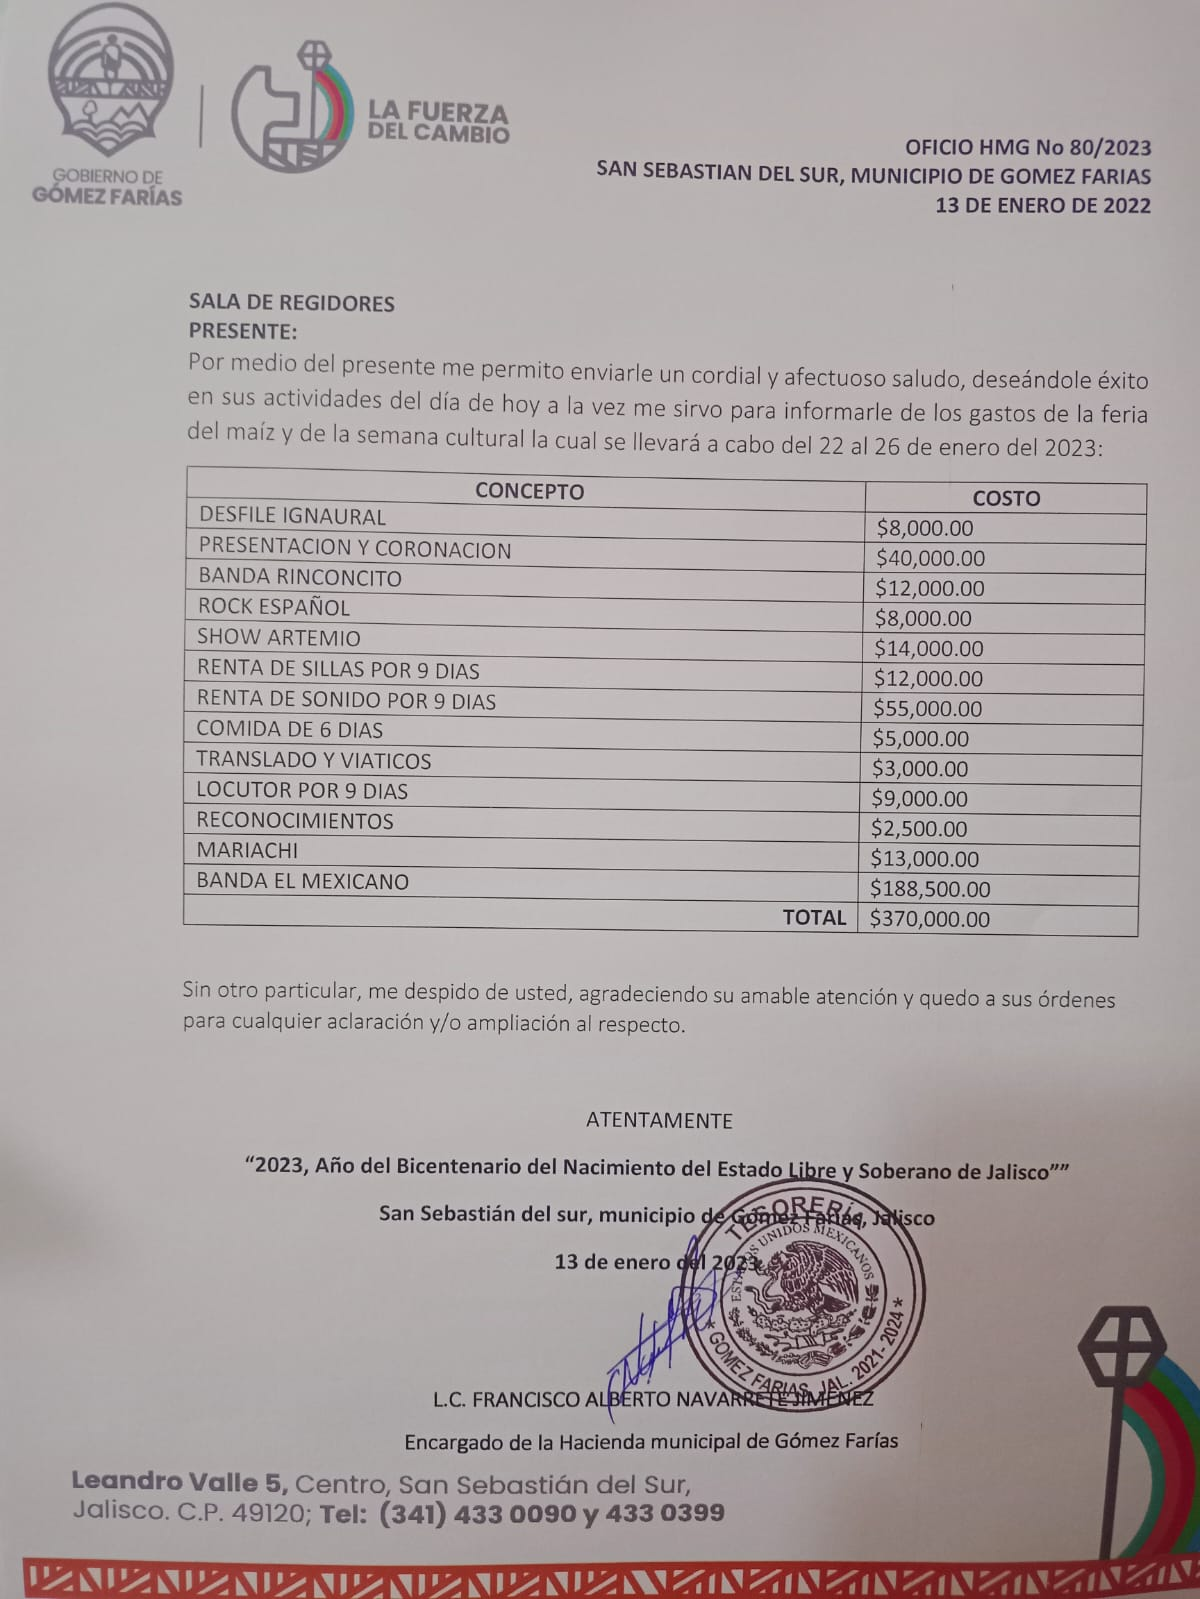 GOBIERNO DE
GÓMEZ FARÍAS
LA FUERZA
DEL CAMBIO
OFICIO HMG No 80/2023
SAN SEBASTIAN DEL SUR, MUNICIPIO DE GOMEZ FARIAS
13 DE ENERO DE 2022
SALA DE REGIDORES
PRESENTE:
Por medio del presente me permito enviarle un cordial y afectuoso saludo, deseándole éxito
en sus actividades del día de hoy a la vez me sirvo para informarle de los gastos de la feria
del maíz y de la semana cultural la cual se llevará a cabo del 22 al 26 de enero del 2023:
CONCEPTO COSTO
DESFILE IGNAURAL $8,000.00
PRESENTACION Y CORONACION $40,000.00
BANDA RINCONCITO $12,000.00
ROCK ESPAÑOL $8,000.00
SHOW ARTEMIO $14,000.00
RENTA DE SILLAS POR 9 DIAS $12,000.00
RENTA DE SONIDO POR 9 DIAS $55,000.00
COMIDA DE 6 DIAS $5,000.00
TRANSLADO Y VIATICOS $3,000.00
LOCUTOR POR 9 DIAS $9,000.00
RECONOCIMIENTOS $2,500.00
MARIACHI $13,000.00
BANDA EL MEXICANO $188,500.00
TOTAL $370,000.00
Sin otro particular, me despido de usted, agradeciendo su amable atención y quedo a sus órdenes
para cualquier aclaración y/o ampliación al respecto.
ATENTAMENTE
“2023, Año del Bicentenario del Nacimiento del Estado Libre y Soberano de Jalisco””
San Sebastián del sur, municipio de Gómez Farías, Jalisco
13 de enero del 2023
TESORERÍA
ESTADOS UNIDOS MEXICANOS
* GOMEZ FARIAS, JAL. 2021-2024 *
L.C. FRANCISCO ALBERTO NAVARRETE JIMÉNEZ
Encargado de la Hacienda municipal de Gómez Farías
Leandro Valle 5, Centro, San Sebastián del Sur,
Jalisco. C.P. 49120; Tel: (341) 433 0090 y 433 0399